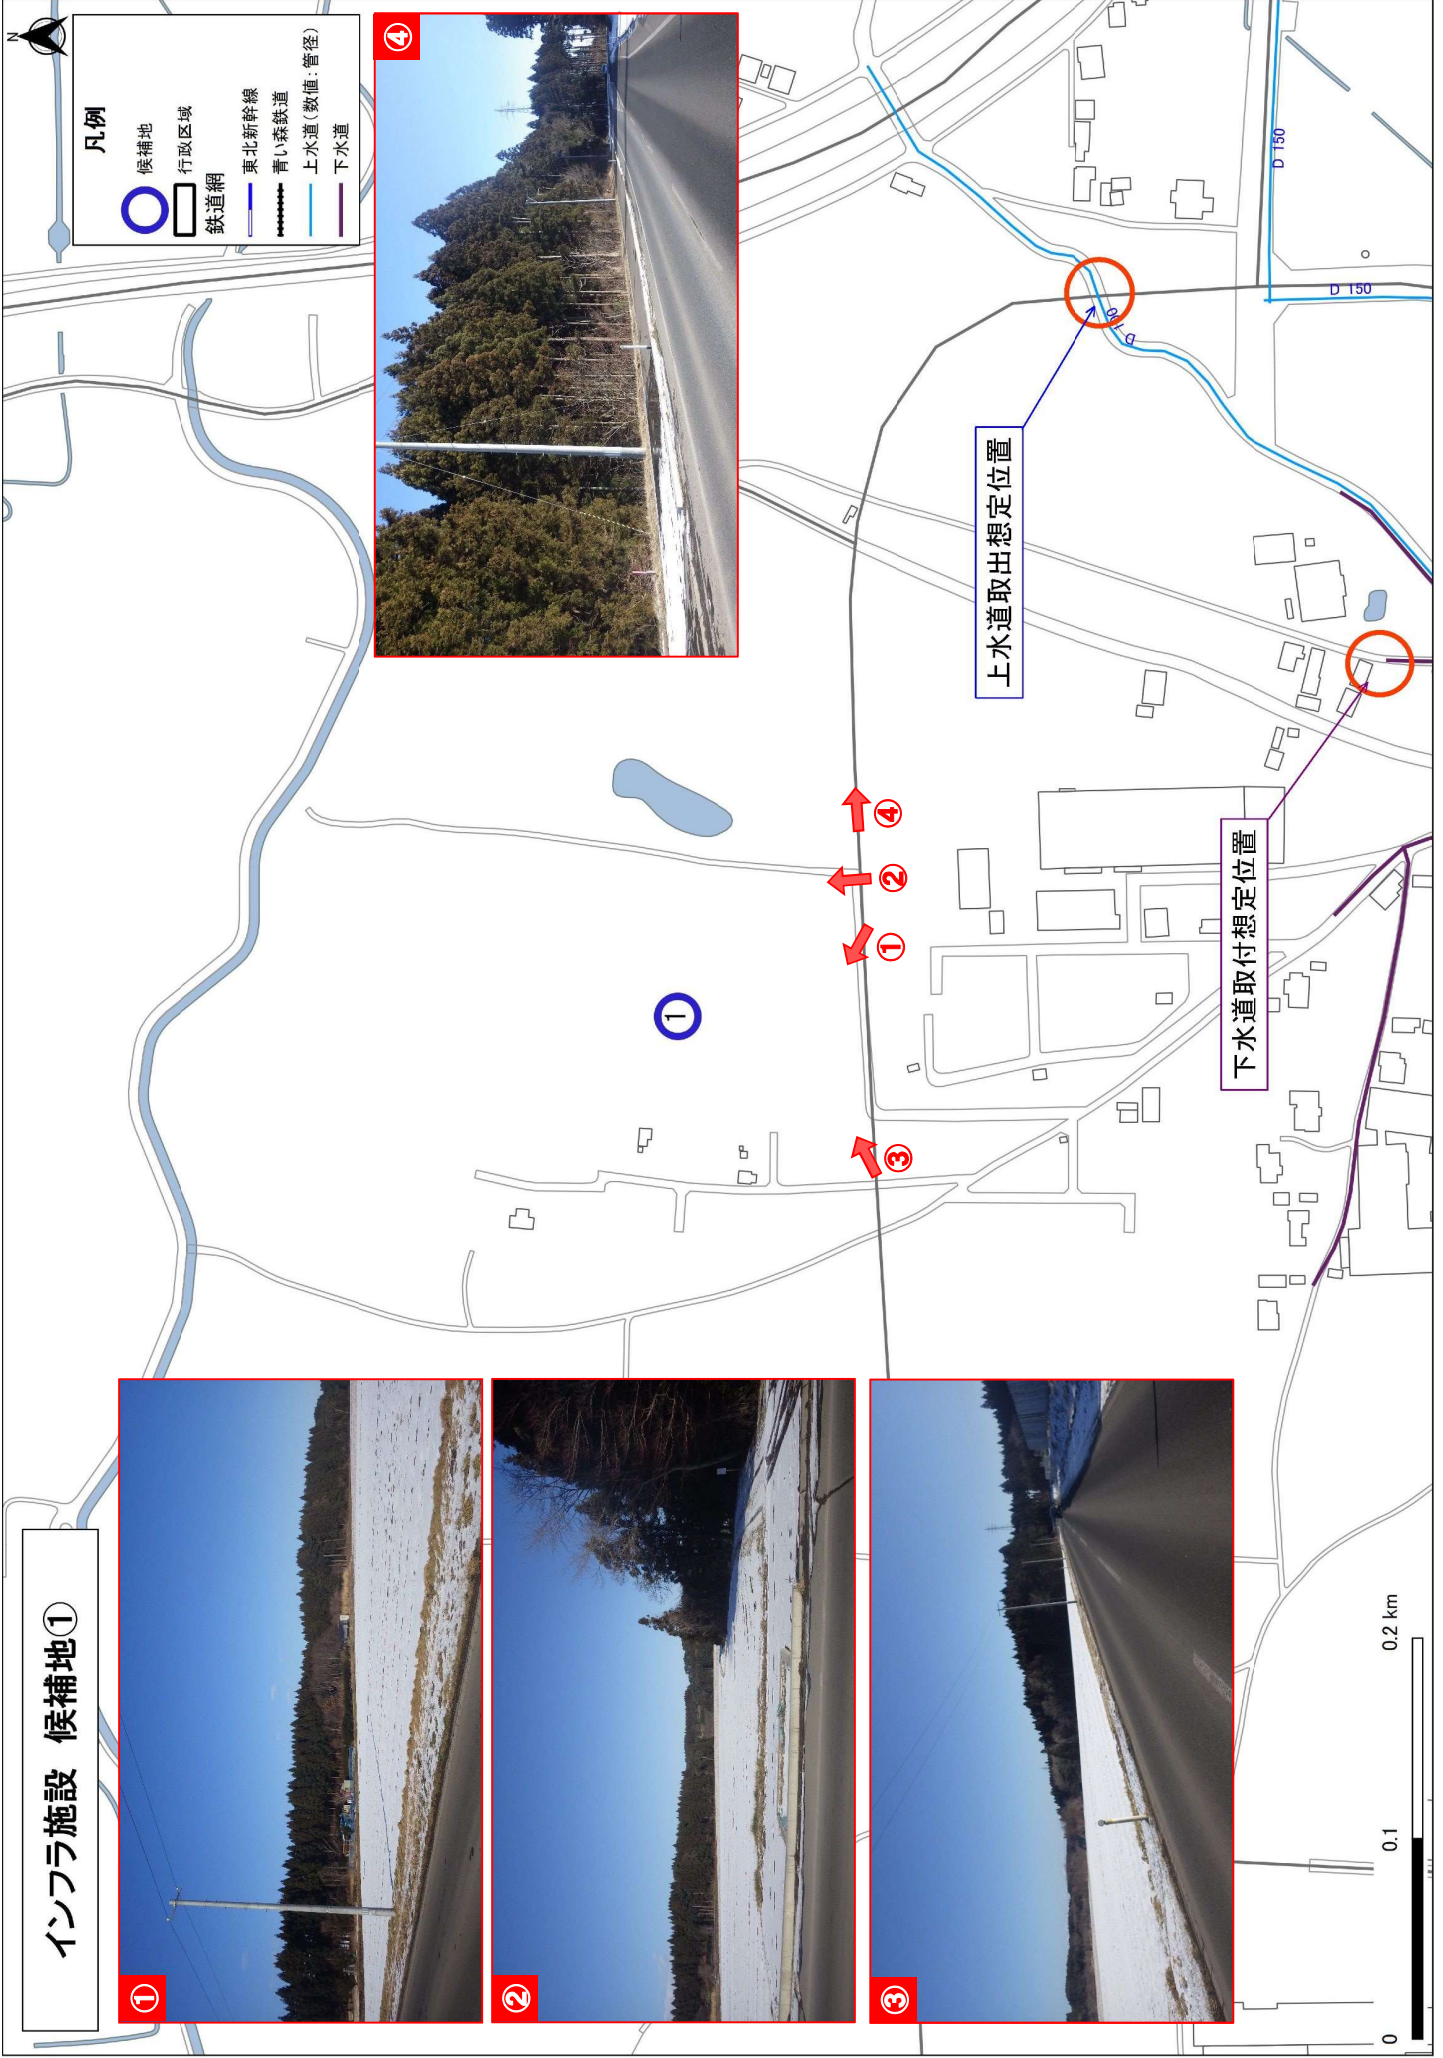 インフラ施設 候補地①
N
凡例
候補地
行政区域
鉄道網
東北新幹線
青い森鉄道
上水道(数値:管径)
下水道
①
②
③
④
1
③
①
②
④
上水道取出想定位置
下水道取付想定位置
D 100
D 150
D 150
0
0.1
0.2 km